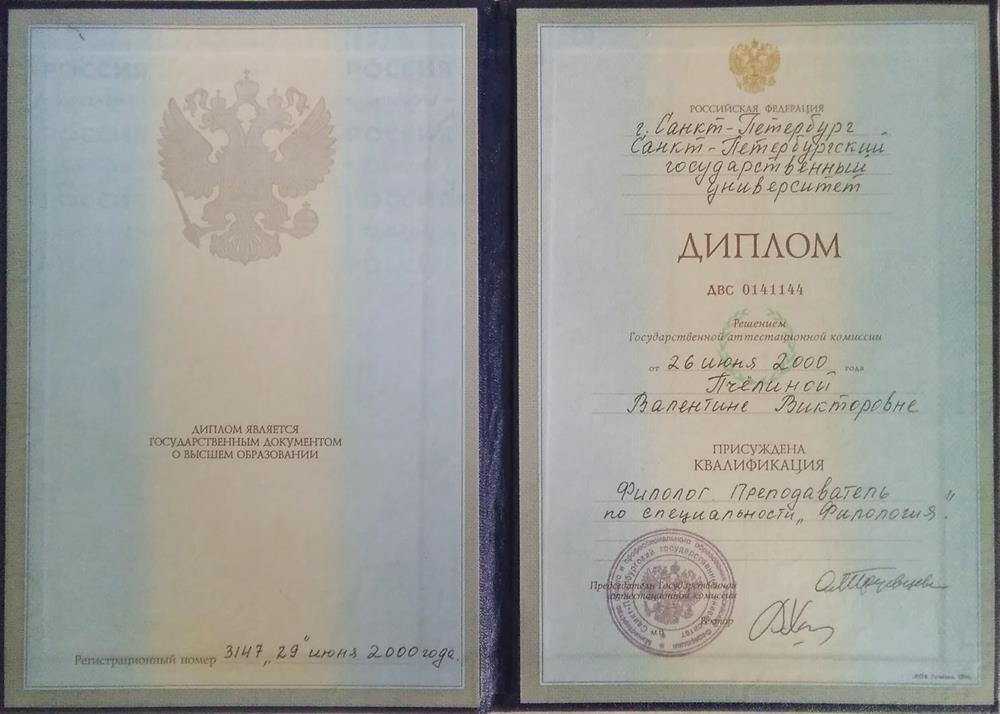 ДИПЛОМ ЯВЛЯЕТСЯ
ГОСУДАРСТВЕННЫМ ДОКУМЕНТОМ
О ВЫСШЕМ ОБРАЗОВАНИИ
Регистрационный номер 3147 „29" июня 2000 года.
РОССИЙСКАЯ ФЕДЕРАЦИЯ
г. Санкт-Петербург
Санкт-Петербургский
государственный
университет
ДИПЛОМ
ДВС 0141144
Решением
Государственной аттестационной комиссии
от 26 июня 2000 года
Пчёлиной
Валентине Викторовне
ПРИСУЖДЕНА
КВАЛИФИКАЦИЯ
Филолог. Преподаватель
по специальности „Филология"
Председатель Государственной
аттестационной комиссии
Ректор
М.П.